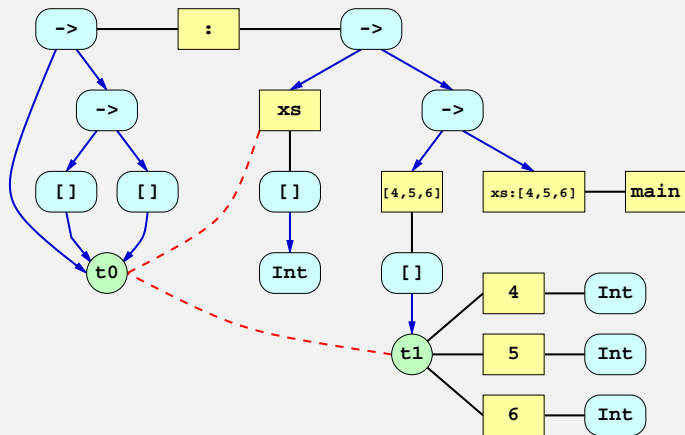 -> : ->
xs
-> ->
[] [] [] [4,5,6] xs:[4,5,6] main
t0 Int [] 4 Int
t1 5 Int
6 Int